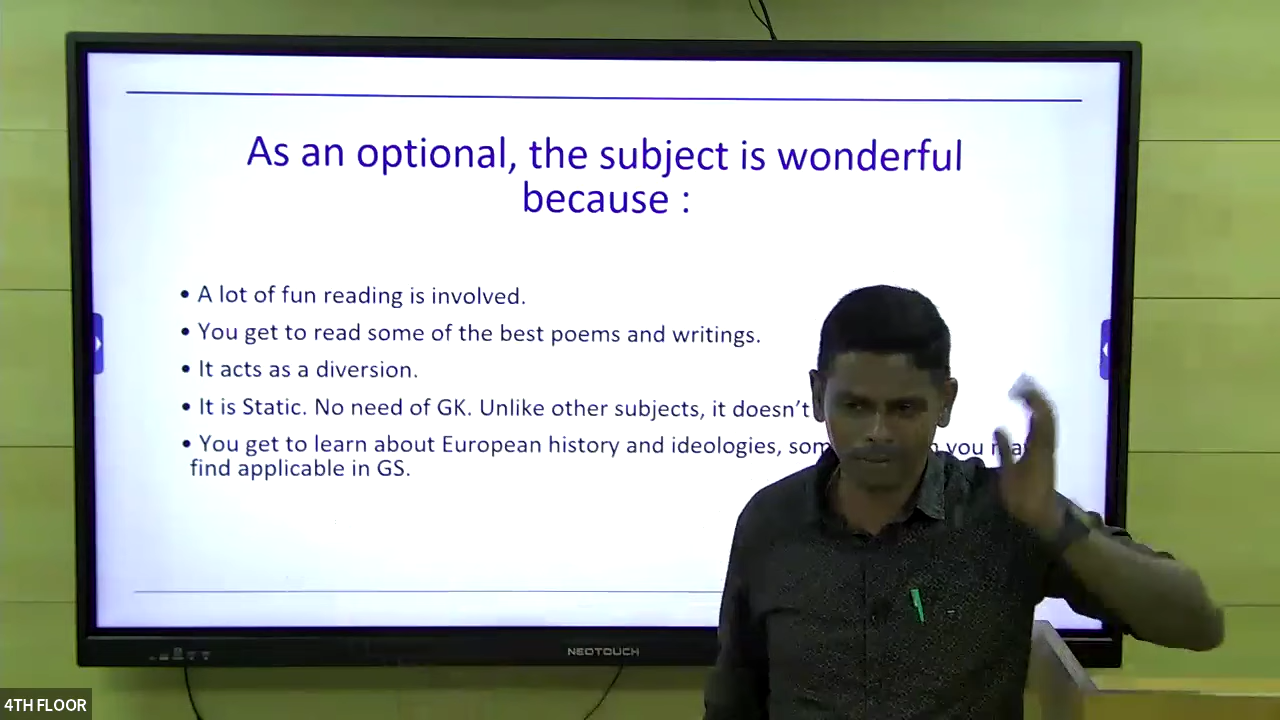 As an optional, the subject is wonderful
because :
• A lot of fun reading is involved.
• You get to read some of the best poems and writings.
• It acts as a diversion.
• It is Static. No need of GK. Unlike other subjects, it doesn't
• You get to learn about European history and ideologies, you may
find applicable in GS.
NEOTOUCH
4TH FLOOR